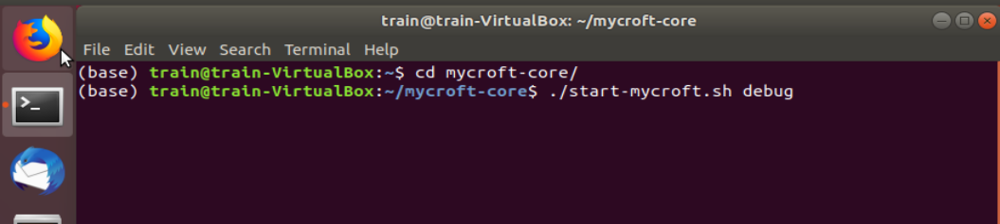 train@train-VirtualBox: ~/mycroft-core
File Edit View Search Terminal Help
(base) train@train-VirtualBox:~$ cd mycroft-core/
(base) train@train-VirtualBox:~/mycroft-core$ ./start-mycroft.sh debug